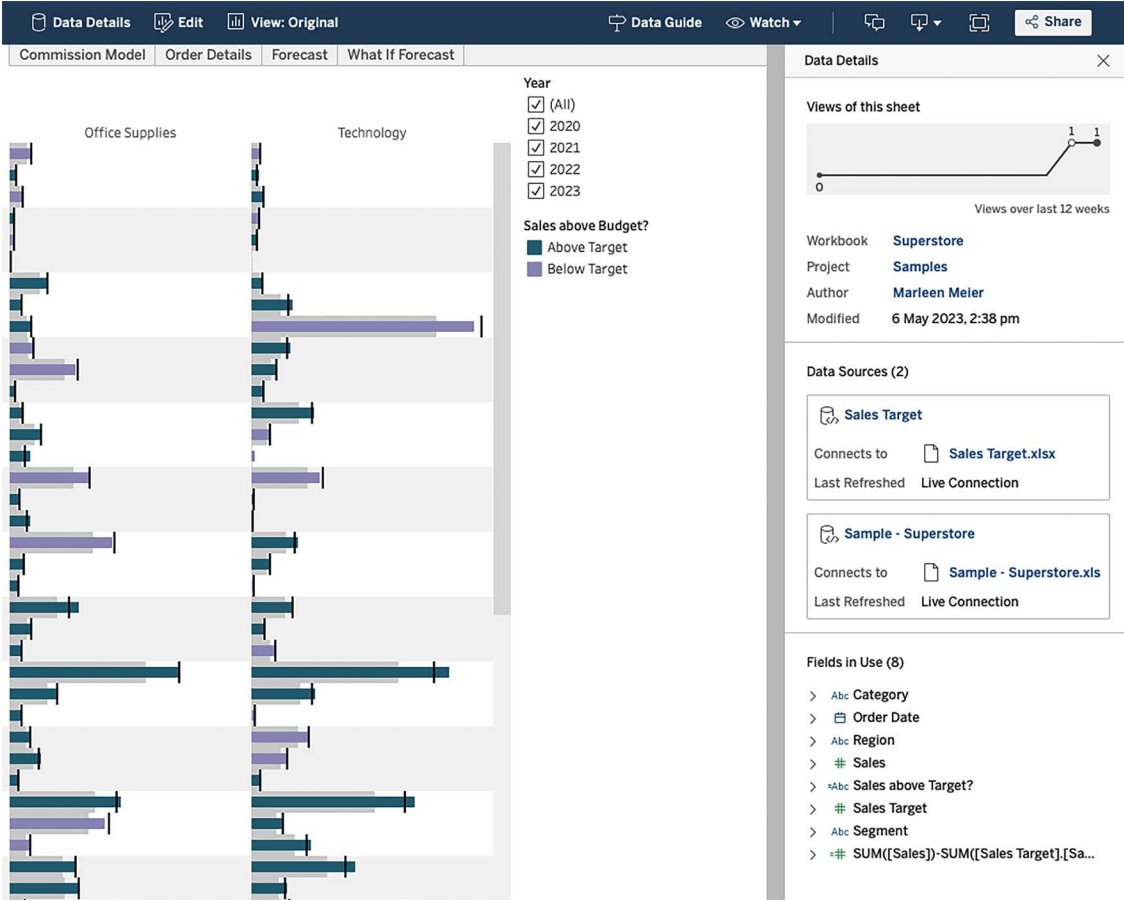 Data Details Edit View: Original Data Guide Watch Share
Commission Model Order Details Forecast What If Forecast
Office Supplies Technology
Year
(All)
2020
2021
2022
2023
Sales above Budget?
Above Target
Below Target
Data Details
Views of this sheet
1 1
0
Views over last 12 weeks
Workbook Superstore
Project Samples
Author Marleen Meier
Modified 6 May 2023, 2:38 pm
Data Sources (2)
Sales Target
Connects to Sales Target.xlsx
Last Refreshed Live Connection
Sample - Superstore
Connects to Sample - Superstore.xls
Last Refreshed Live Connection
Fields in Use (8)
Abc Category
Order Date
Abc Region
# Sales
=Abc Sales above Target?
# Sales Target
Abc Segment
=# SUM([Sales])-SUM([Sales Target].[Sa...